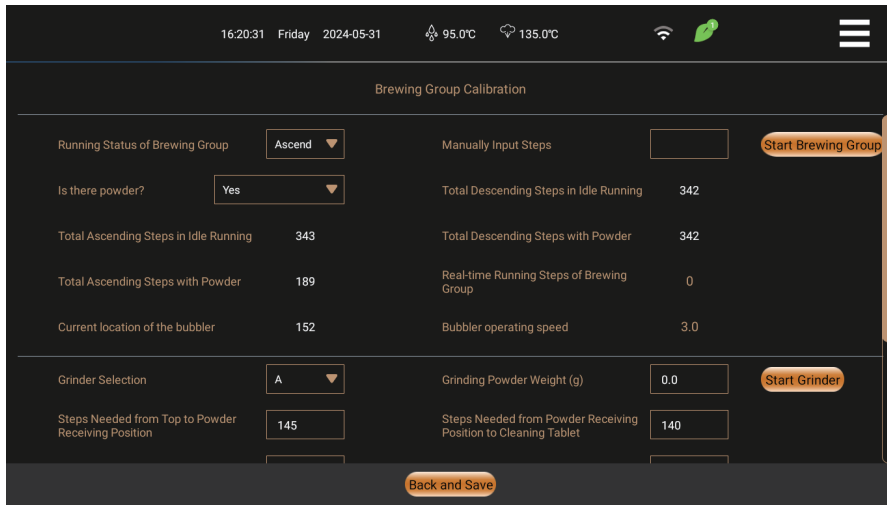 16:20:31 Friday 2024-05-31 95.0℃ 135.0℃ 1
Brewing Group Calibration
Running Status of Brewing Group Ascend Manually Input Steps Start Brewing Group
Is there powder? Yes Total Descending Steps in Idle Running 342
Total Ascending Steps in Idle Running 343 Total Descending Steps with Powder 342
Total Ascending Steps with Powder 189 Real-time Running Steps of Brewing
Group 0
Current location of the bubbler 152 Bubbler operating speed 3.0
Grinder Selection A Grinding Powder Weight (g) 0.0 Start Grinder
Steps Needed from Top to Powder
Receiving Position 145
Steps Needed from Powder Receiving
Position to Cleaning Tablet 140
Back and Save